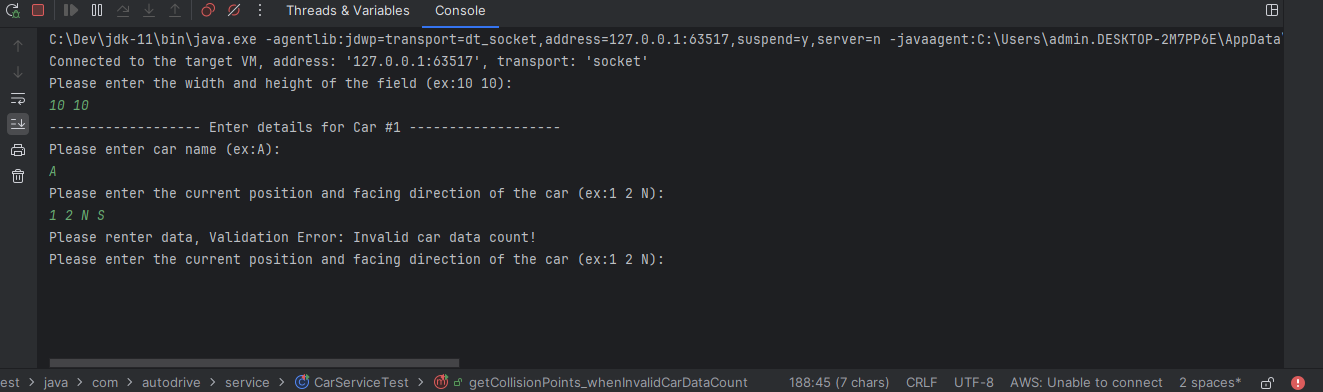 Threads & Variables Console
C:\Dev\jdk-11\bin\java.exe -agentlib:jdwp=transport=dt_socket,address=127.0.0.1:63517,suspend=y,server=n -javaagent:C:\Users\admin.DESKTOP-2M7PP6E\AppData\
Connected to the target VM, address: '127.0.0.1:63517', transport: 'socket'
Please enter the width and height of the field (ex:10 10):
10 10
------------------- Enter details for Car #1 -------------------
Please enter car name (ex:A):
A
Please enter the current position and facing direction of the car (ex:1 2 N):
1 2 N S
Please renter data, Validation Error: Invalid car data count!
Please enter the current position and facing direction of the car (ex:1 2 N):
est > java > com > autodrive > service > CarServiceTest > getCollisionPoints_whenInvalidCarDataCount 188:45 (7 chars) CRLF UTF-8 AWS: Unable to connect 2 spaces*